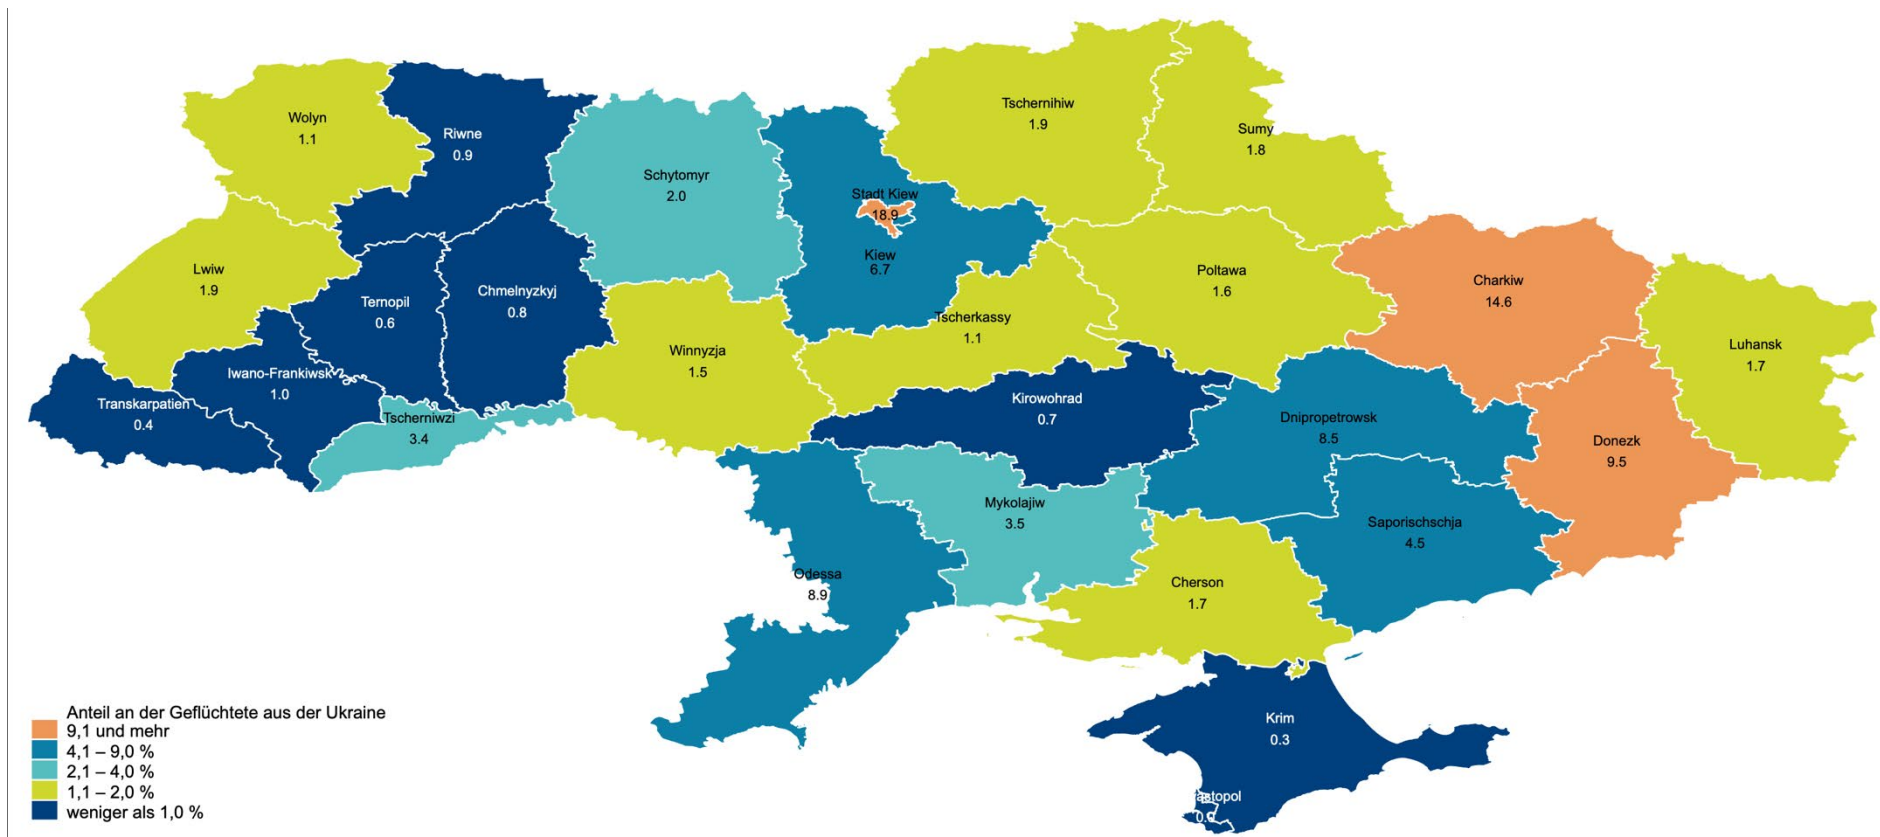 Wolyn
1.1
Riwne
0.9
Schytomyr
2.0
Tschernihiw
1.9
Sumy
1.8
Stadt Kiew
18.9
Kiew
6.7
Lwiw
1.9
Ternopil
0.6
Chmelnyzkyj
0.8
Poltawa
1.6
Charkiw
14.6
Tscherkassy
1.1
Luhansk
1.7
Winnyzja
1.5
Iwano-Frankiwsk
1.0
Transkarpatien
0.4
Tscherniwzi
3.4
Kirowohrad
0.7
Dnipropetrowsk
8.5
Donezk
9.5
Mykolajiw
3.5
Saporischschja
4.5
Odessa
8.9
Cherson
1.7
Krim
0.3
astopol
Anteil an der Geflüchtete aus der Ukraine
9,1 und mehr
4,1 – 9,0 %
2,1 – 4,0 %
1,1 – 2,0 %
weniger als 1,0 %